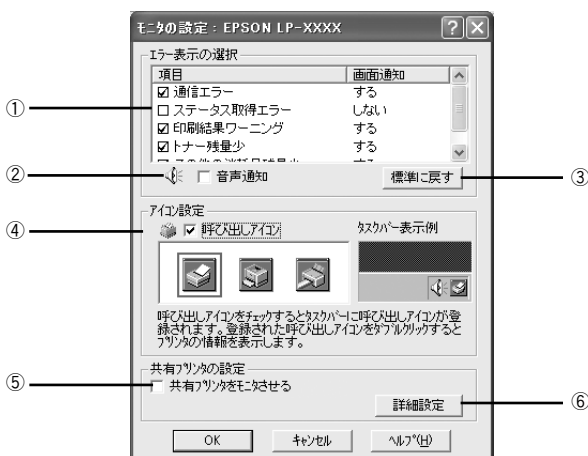 モニタの設定 : EPSON LP-XXXX
エラー表示の選択
項目 画面通知
通信エラー する
ステータス取得エラー しない
印刷結果ワーニング する
トナー残量少 する
音声通知
標準に戻す
アイコン設定
呼び出しアイコン
タスクバー表示例
呼び出しアイコンをチェックするとタスクバーに呼び出しアイコンが登
録されます。登録された呼び出しアイコンをダブルクリックすると
プリンタの情報を表示します。
共有プリンタの設定
共有プリンタをモニタさせる
詳細設定
OK キャンセル ヘルプ(H)
①
②
③
④
⑤
⑥